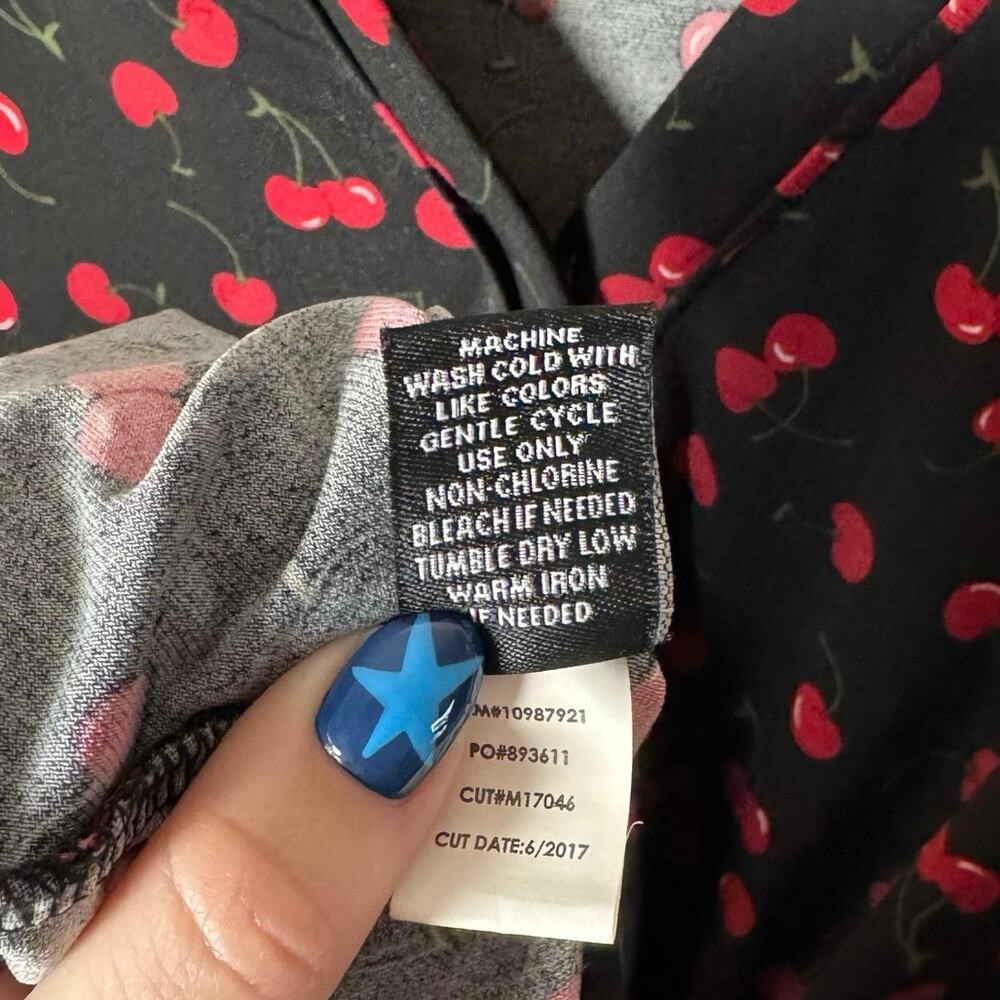 MACHINE
WASH COLD WITH
LIKE COLORS
GENTLE CYCLE
USE ONLY
NON-CHLORINE
BLEACH IF NEEDED
TUMBLE DRY LOW
WARM IRON
IF NEEDED
M#10987921
PO#893611
CUT#M17046
CUT DATE:6/2017